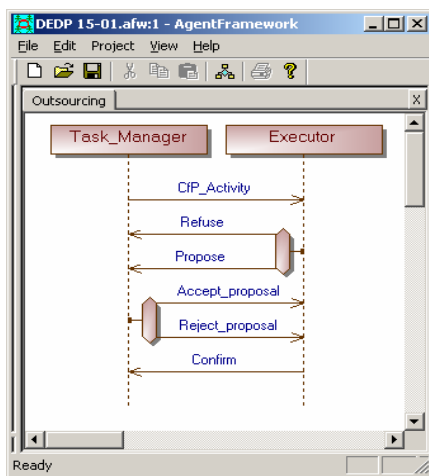 DEDP 15-01.afw:1 - AgentFramework
File Edit Project View Help
Outsourcing X
Task_Manager Executor
CfP_Activity
Refuse
Propose
Accept_proposal
Reject_proposal
Confirm
Ready